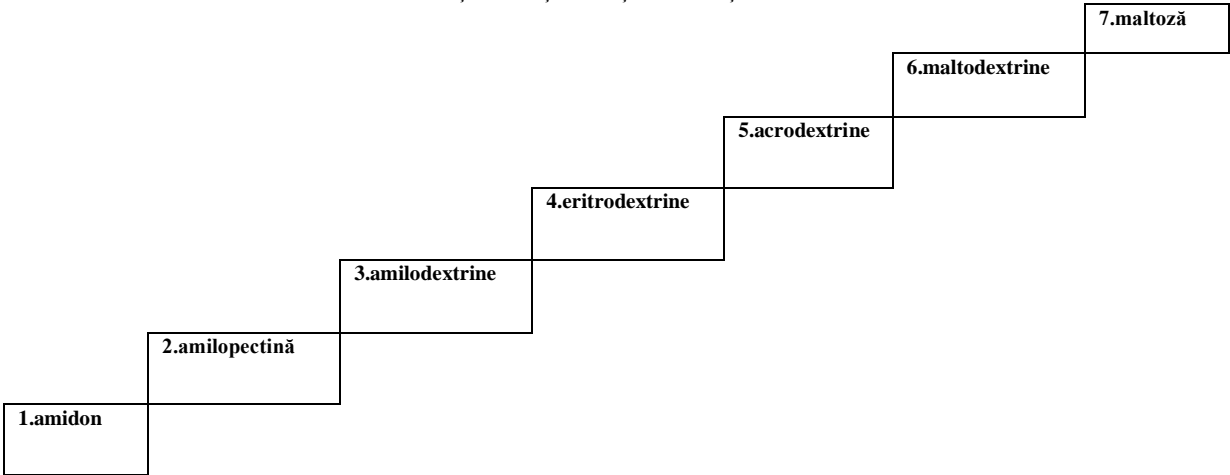 7.maltoză
6.maltodextrine
5.acrodextrine
4.eritrodextrine
3.amilodextrine
2.amilopectină
1.amidon